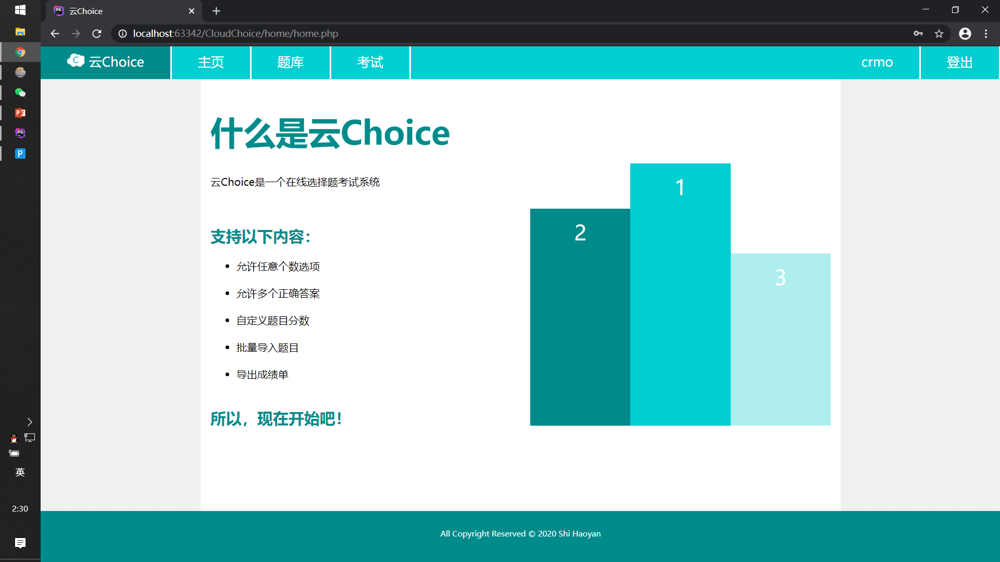 云Choice
localhost:63342/CloudChoice/home/home.php
云Choice
主页
题库
考试
crmo
登出
什么是云Choice
云Choice是一个在线选择题考试系统
支持以下内容：
允许任意个数选项
允许多个正确答案
自定义题目分数
批量导入题目
导出成绩单
所以，现在开始吧！
1
2
3
英
2:30
All Copyright Reserved © 2020 Shi Haoyan